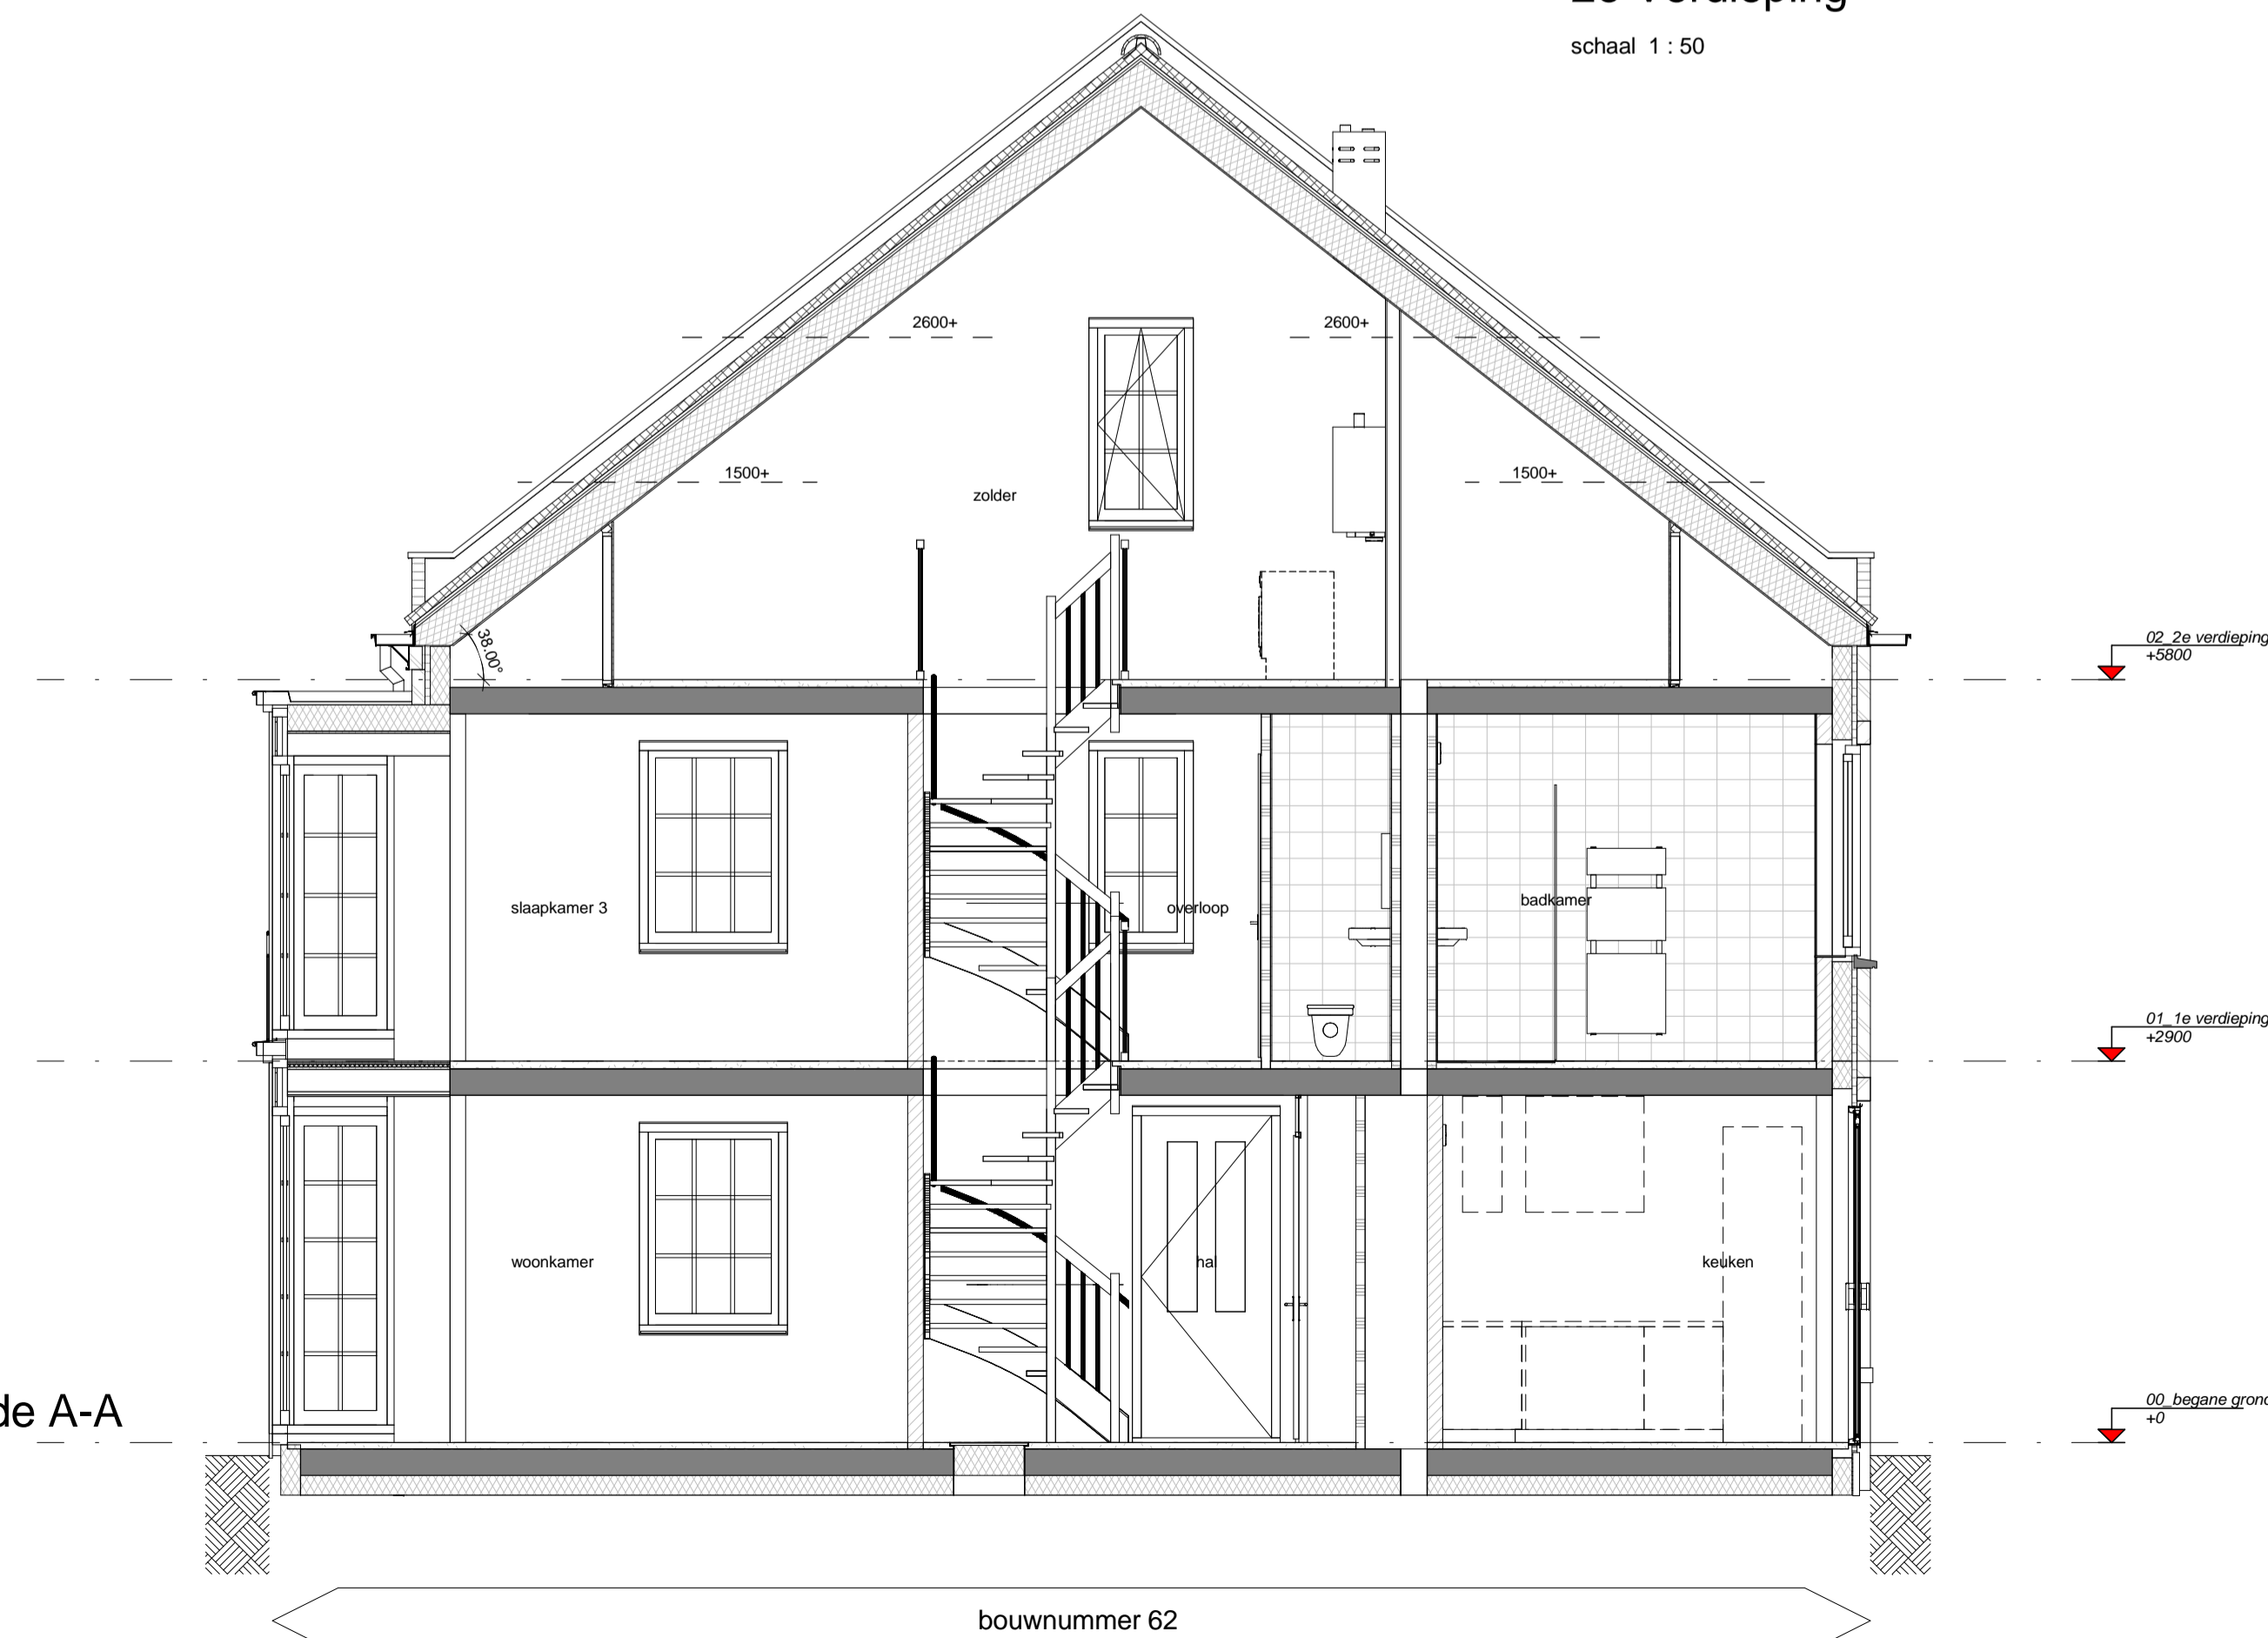 schaal 1 : 50
2600+
2600+
1500+
1500+
zolder
38.00°
02_2e verdieping
+5800
slaapkamer 3
overloop
badkamer
01_1e verdieping
+2900
woonkamer
hal
keuken
de A-A
00_begane grond
+0
bouwnummer 62